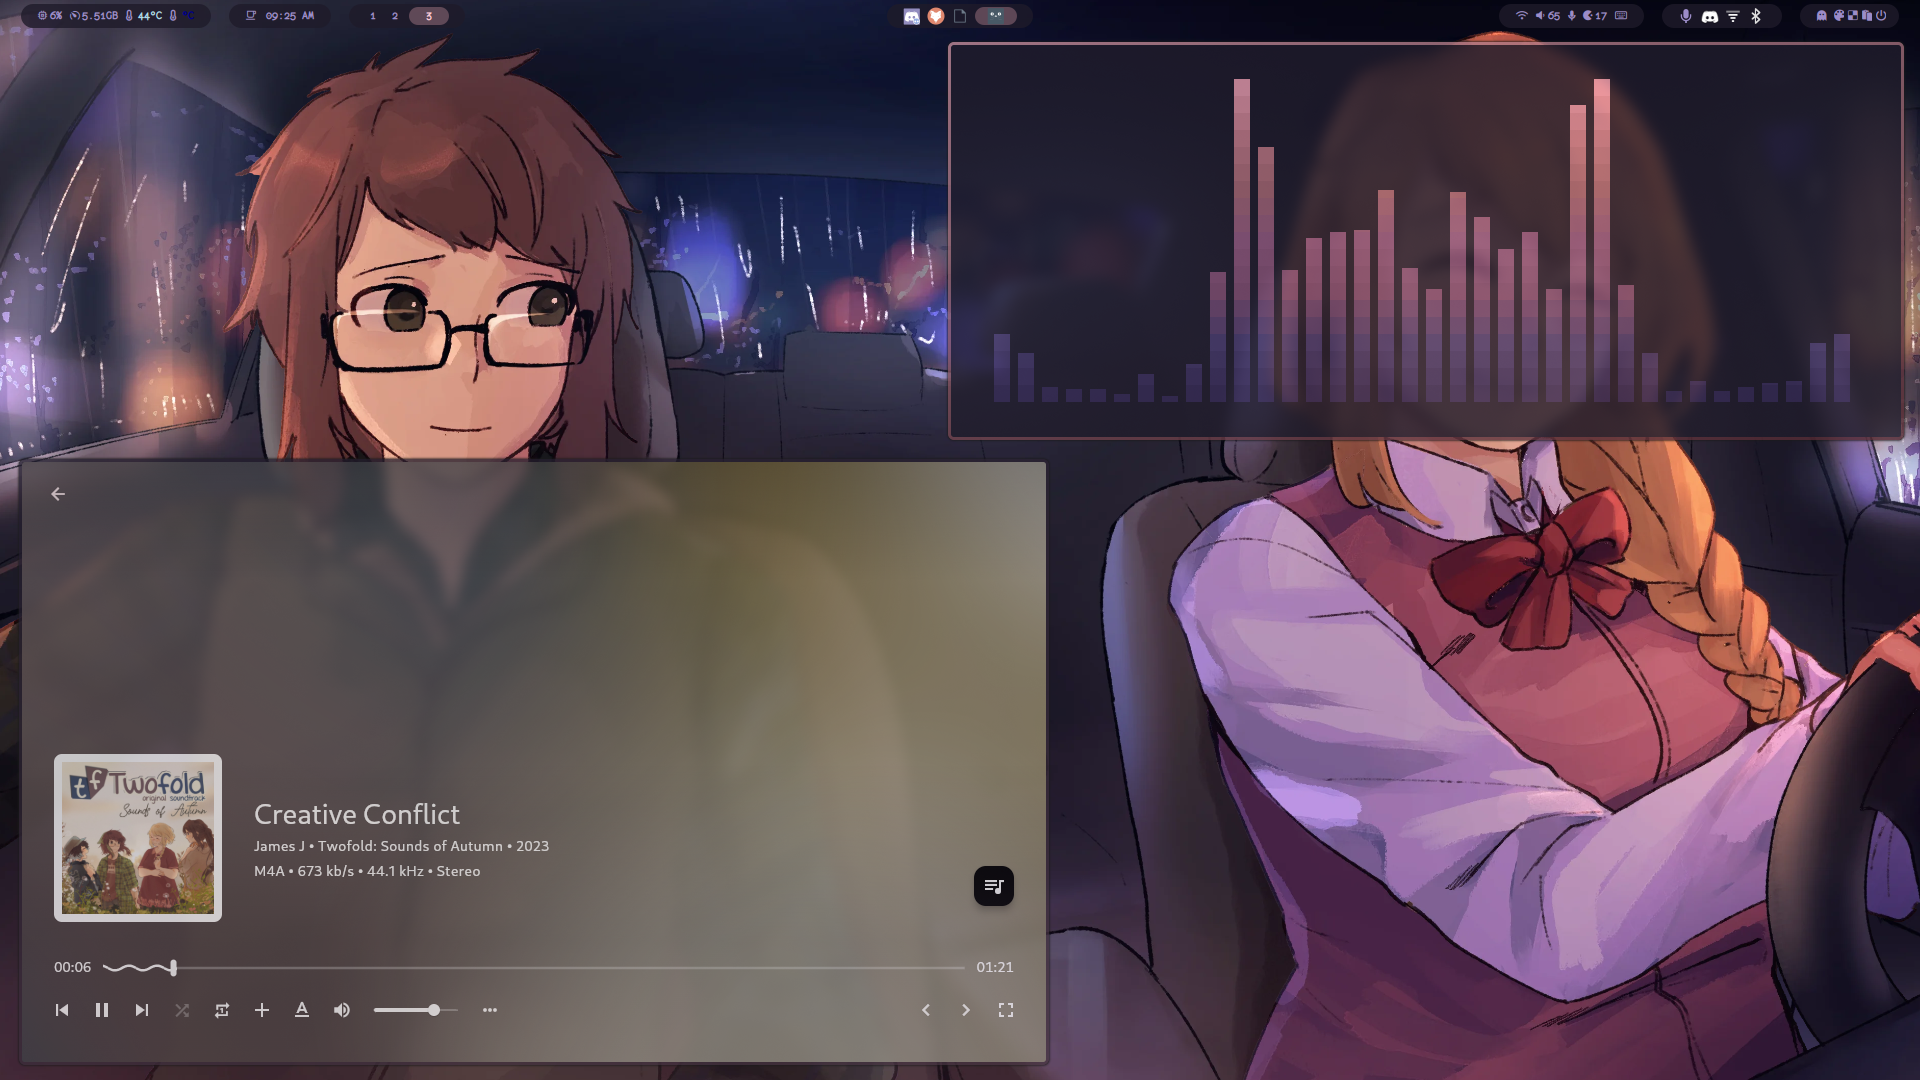 6% 5.51GB 44°C °C
09:25 AM
1 2 3
65 17
Twofold
original soundtrack
Sounds of Autumn
Creative Conflict
James J • Twofold: Sounds of Autumn • 2023
M4A • 673 kb/s • 44.1 kHz • Stereo
00:06
01:21